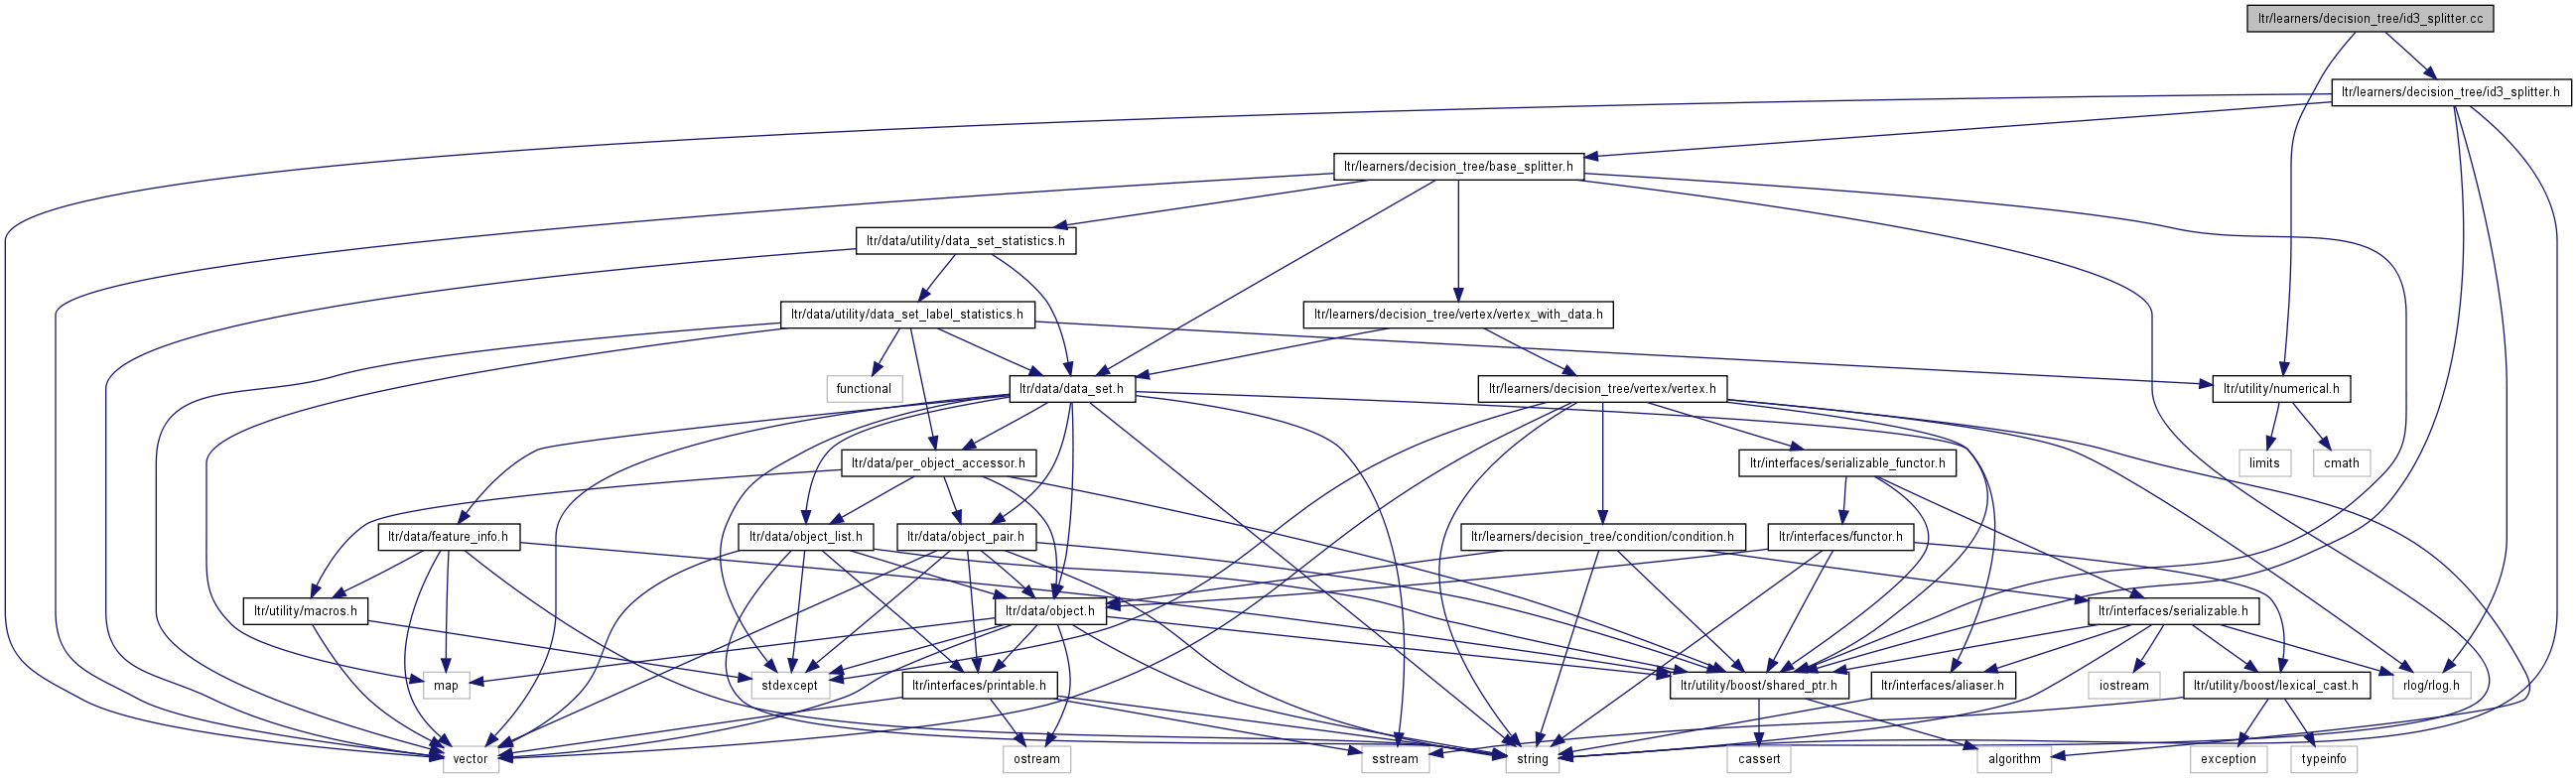 ltr/learners/decision_tree/id3_splitter.cc
ltr/learners/decision_tree/id3_splitter.h
ltr/learners/decision_tree/base_splitter.h
ltr/data/utility/data_set_statistics.h
ltr/data/utility/data_set_label_statistics.h
ltr/learners/decision_tree/vertex/vertex_with_data.h
functional
ltr/data/data_set.h
ltr/learners/decision_tree/vertex/vertex.h
ltr/utility/numerical.h
ltr/data/per_object_accessor.h
ltr/interfaces/serializable_functor.h
limits
cmath
ltr/data/feature_info.h
ltr/data/object_list.h
ltr/data/object_pair.h
ltr/learners/decision_tree/condition/condition.h
ltr/interfaces/functor.h
ltr/utility/macros.h
ltr/data/object.h
ltr/interfaces/serializable.h
map
stdexcept
ltr/interfaces/printable.h
ltr/utility/boost/shared_ptr.h
ltr/interfaces/aliaser.h
iostream
ltr/utility/boost/lexical_cast.h
rlog/rlog.h
vector
ostream
sstream
string
cassert
algorithm
exception
typeinfo